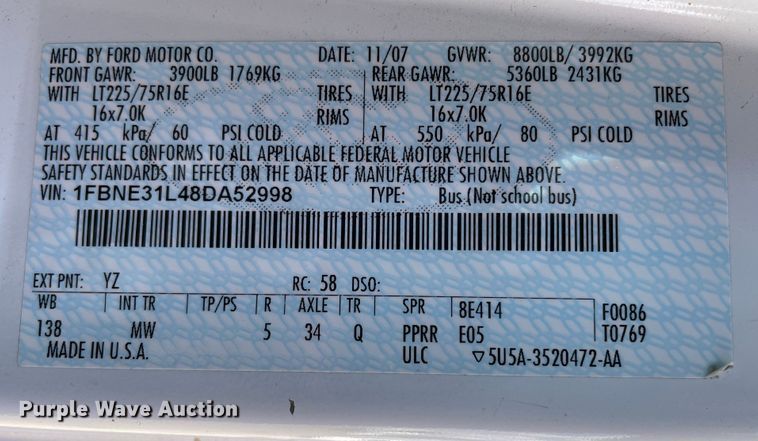 MFD. BY FORD MOTOR CO. DATE: 11/07 GVWR: 8800LB/ 3992KG
FRONT GAWR: 3900LB 1769KG REAR GAWR: 5360LB 2431KG
WITH LT225/75R16E TIRES WITH LT225/75R16E TIRES
16x7.0K RIMS 16x7.0K RIMS
AT 415 kPa/ 60 PSI COLD AT 550 kPa/ 80 PSI COLD
THIS VEHICLE CONFORMS TO ALL APPLICABLE FEDERAL MOTOR VEHICLE
SAFETY STANDARDS IN EFFECT ON THE DATE OF MANUFACTURE SHOWN ABOVE.
VIN: 1FBNE31L48DA52998 TYPE: Bus (Not school bus)
EXT PNT: YZ RC: 58 DSO:
WB INT TR TP/PS R AXLE TR SPR 8E414 F0086
138 MW 5 34 Q PPRR E05 T0769
MADE IN U.S.A. ULC ▽5U5A-3520472-AA
Purple Wave Auction